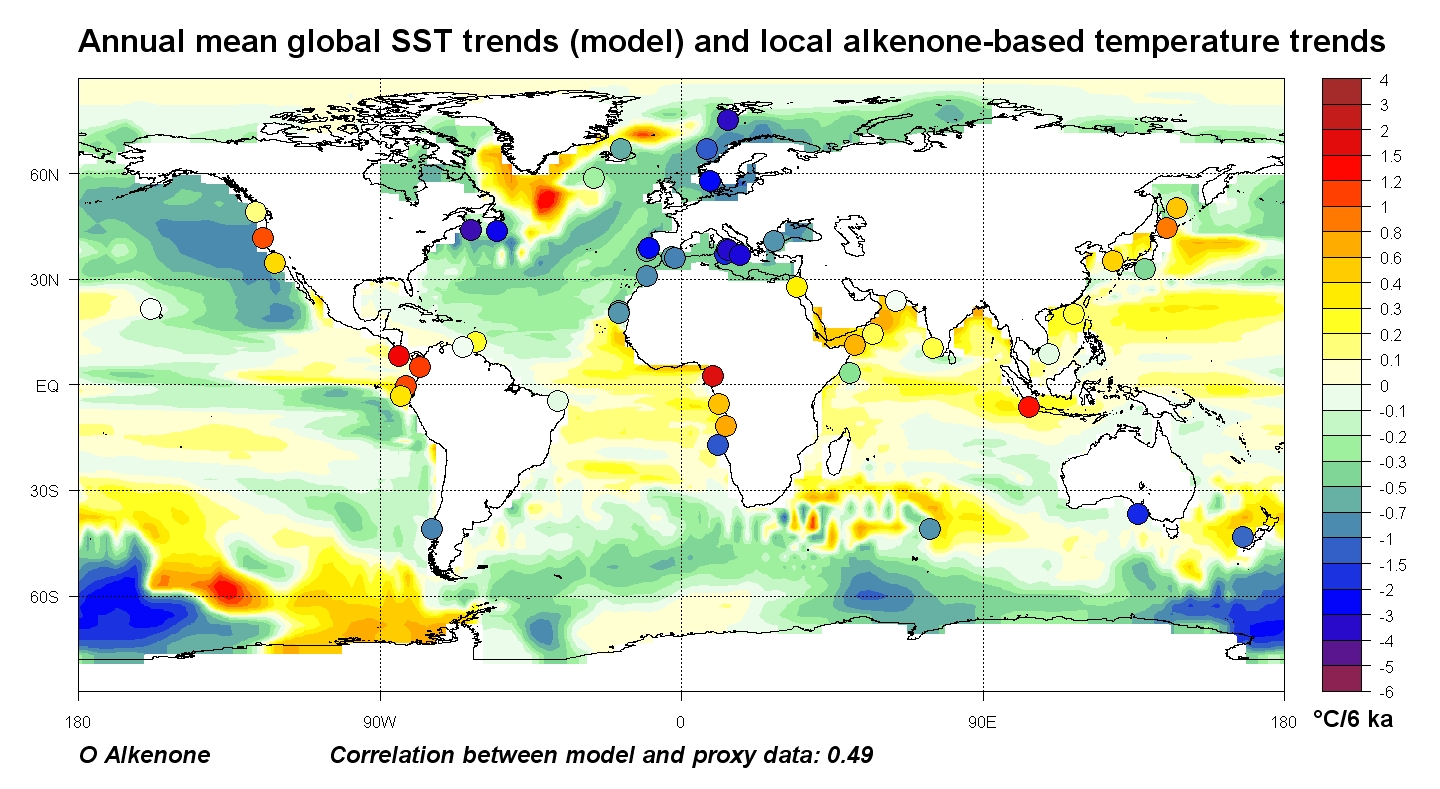 Annual mean global SST trends (model) and local alkenone-based temperature trends
60N
30N
EQ
30S
60S
180
90W
0
90E
180
4
3
2
1.5
1.2
1
0.8
0.6
0.4
0.3
0.2
0.1
0
-0.1
-0.2
-0.3
-0.5
-0.7
-1
-1.5
-2
-3
-4
-5
-6
°C/6 ka
O Alkenone
Correlation between model and proxy data: 0.49